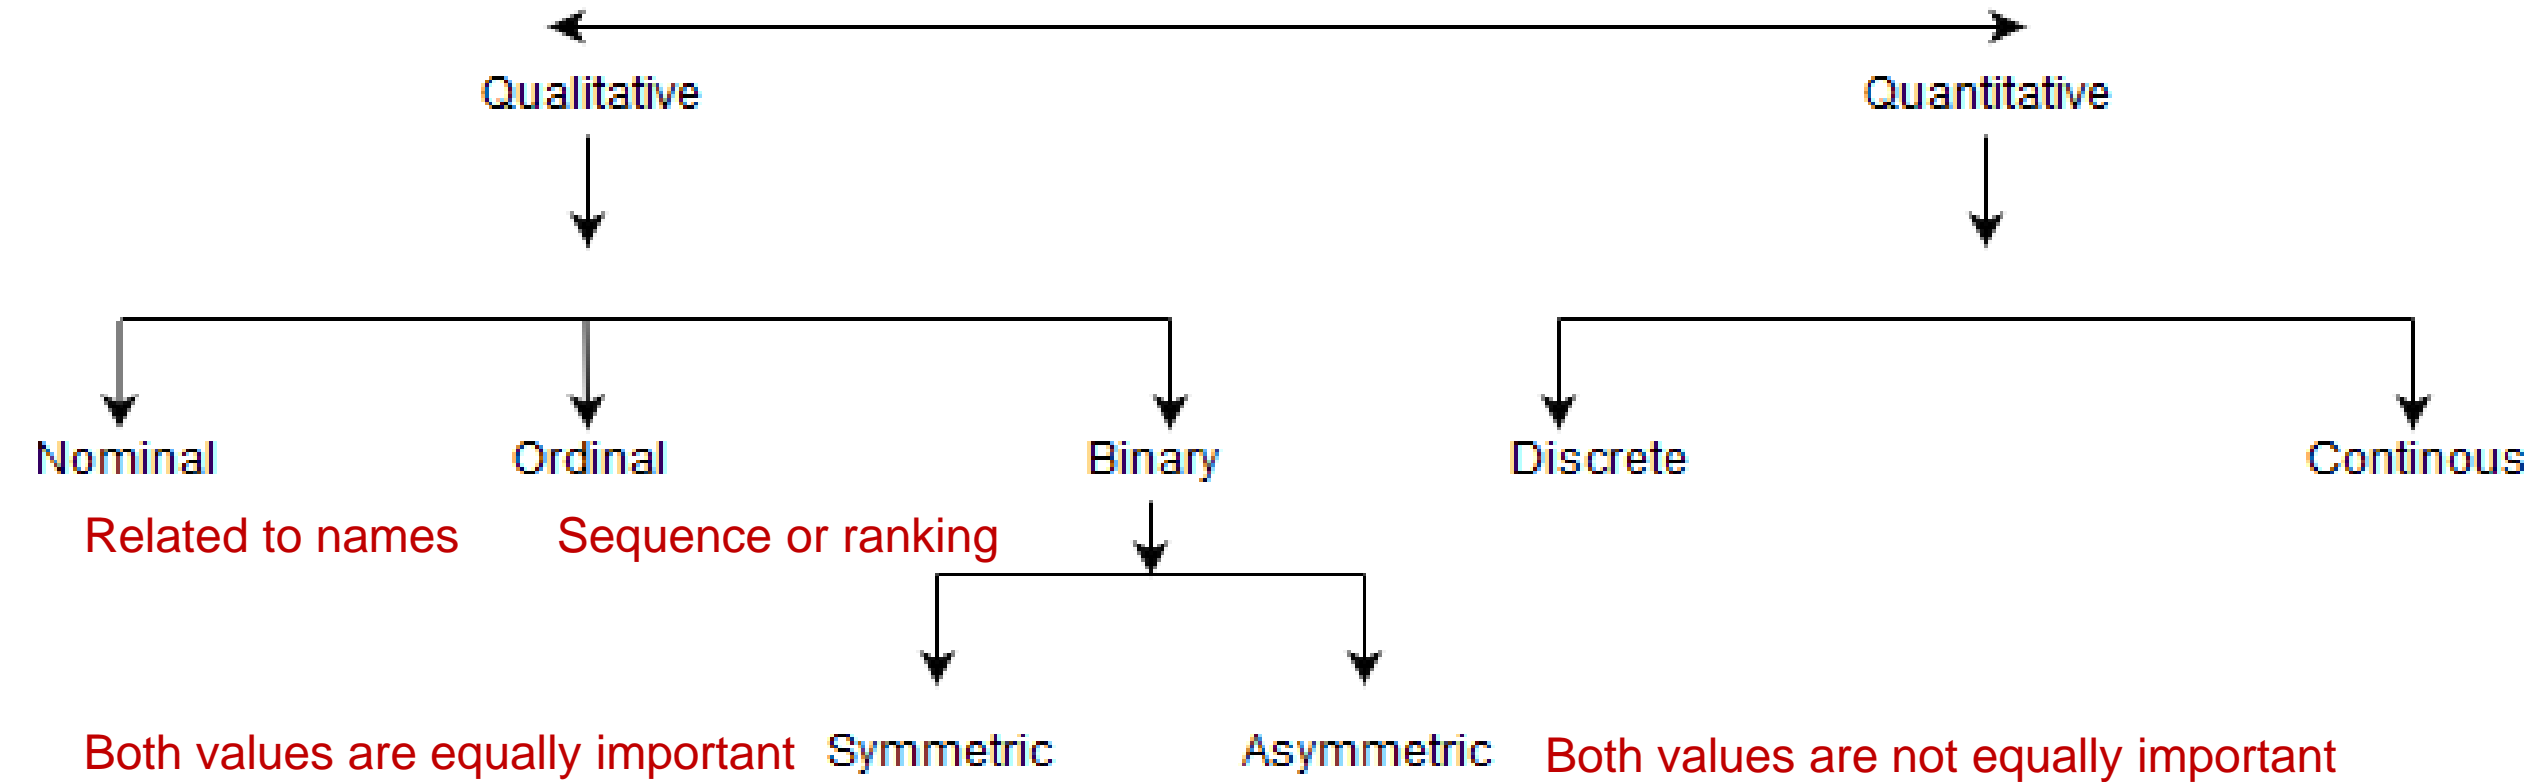 Qualitative Quantitative
Nominal Ordinal Binary Discrete Continous
Related to names Sequence or ranking
Both values are equally important Symmetric Asymmetric Both values are not equally important